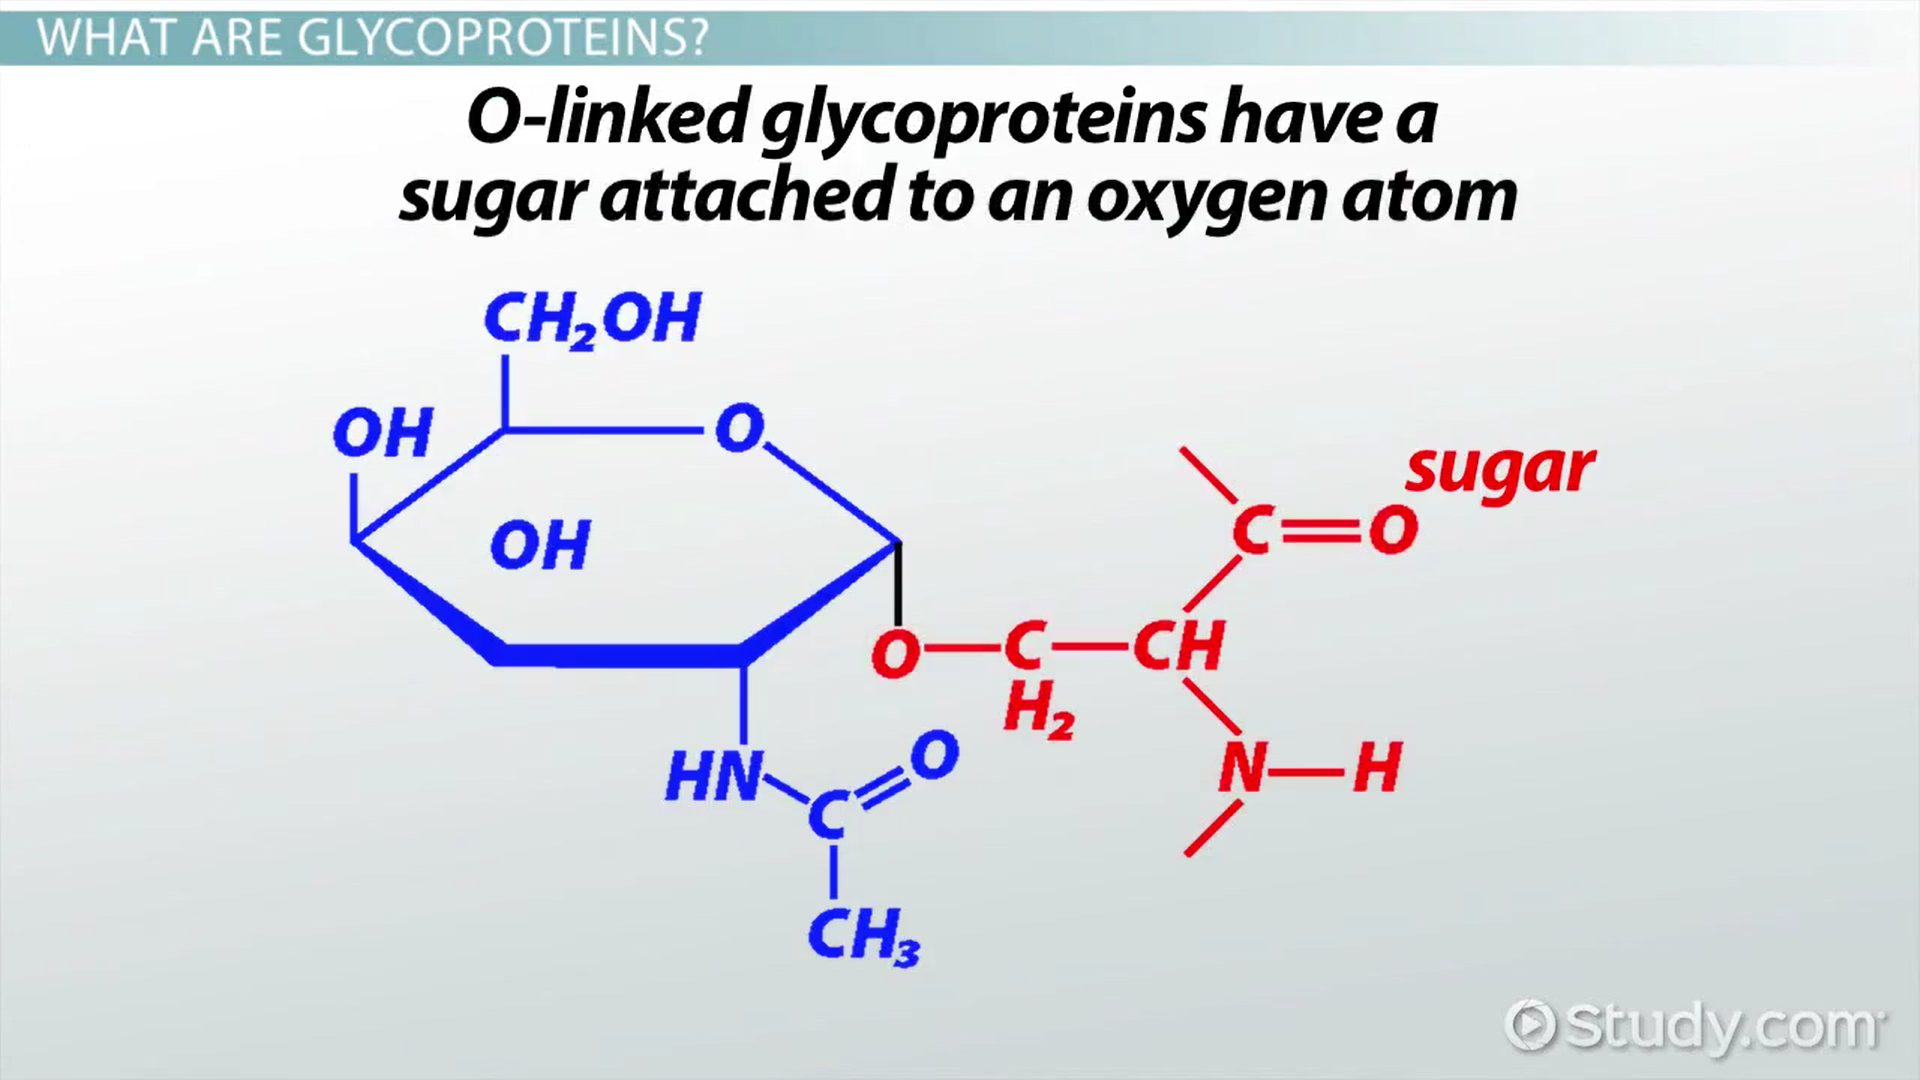 WHAT ARE GLYCOPROTEINS?
O-linked glycoproteins have a
sugar attached to an oxygen atom
CH₂OH
OH
O
OH
sugar
C=O
O-C-CH
H₂
HN
O
N-H
C
CH₃
Study.com